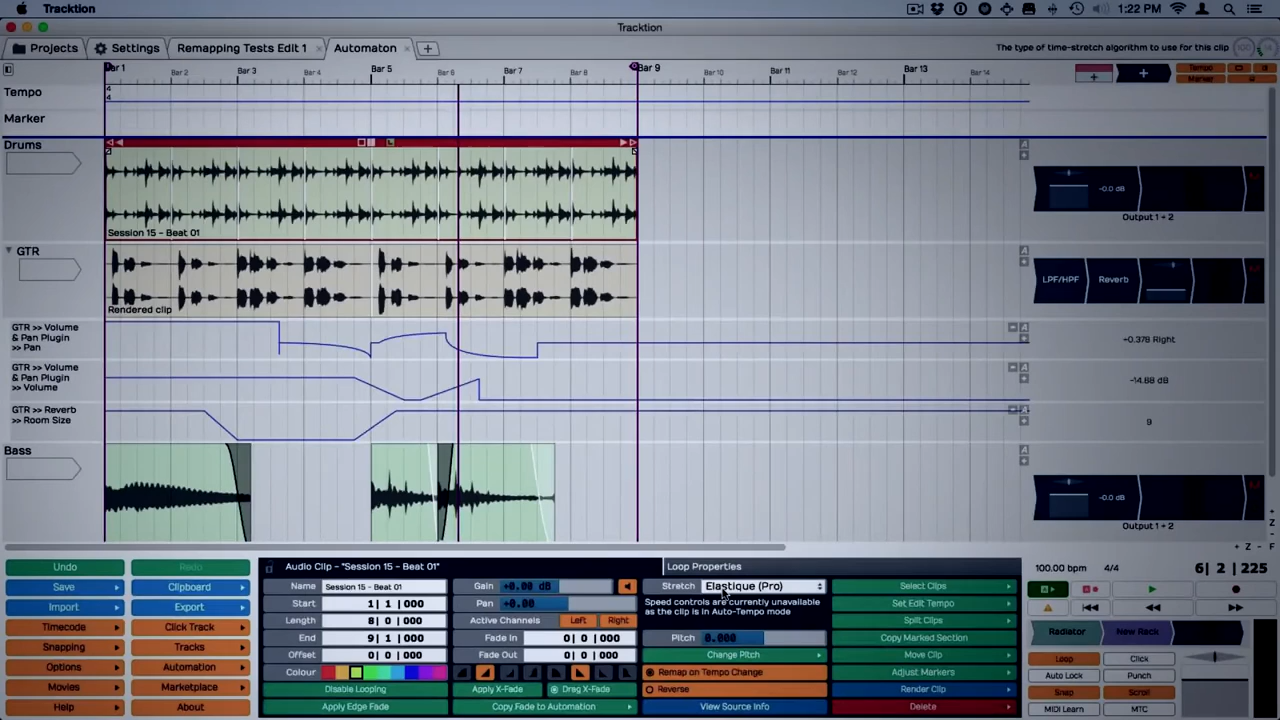 Tracktion
1:22 PM
Tracktion
Projects
Settings
Remapping Tests Edit 1
Automaton
The type of time-stretch algorithm to use for this clip
Bar 1
Bar 2
Bar 3
Bar 4
Bar 5
Bar 6
Bar 7
Bar 8
Bar 9
Bar 10
Bar 11
Bar 12
Bar 13
Bar 14
Tempo
Marker
Tempo
4
4
Marker
Drums
Session 15 - Beat 01
-0.0 dB
Output 1 + 2
GTR
Rendered clip
LPF/HPF
Reverb
GTR >> Volume
& Pan Plugin
>> Pan
+0.378 Right
GTR >> Volume
& Pan Plugin
>> Volume
-14.68 dB
GTR >> Reverb
>> Room Size
9
Bass
-0.0 dB
Output 1 + 2
+ Z - F
Undo
Redo
Save
Clipboard
Import
Export
Timecode
Click Track
Snapping
Tracks
Options
Automation
Movies
Marketplace
Help
About
Audio Clip - "Session 15 - Beat 01"
Name
Session 15 - Beat 01
Start
1| 1 |000
Length
8| 0 |000
End
9| 1 |000
Offset
0| 0 |000
Colour
Disable Looping
Apply Edge Fade
Gain
+0.00 dB
Pan
+0.00
Active Channels
Left
Right
Fade In
0| 0 |000
Fade Out
0| 0 |000
Apply X-Fade
Drag X-Fade
Copy Fade to Automation
Loop Properties
Stretch
Elastique (Pro)
Speed controls are currently unavailable
as the clip is in Auto-Tempo mode
Pitch
0.000
Change Pitch
Remap on Tempo Change
Reverse
View Source Info
Select Clips
Set Edit Tempo
Split Clips
Copy Marked Section
Move Clip
Adjust Markers
Render Clip
Delete
100.00 bpm
4/4
6| 2 |225
Radiator
New Rack
Loop
Click
Auto Lock
Punch
Snap
Scroll
MIDI Learn
MTC